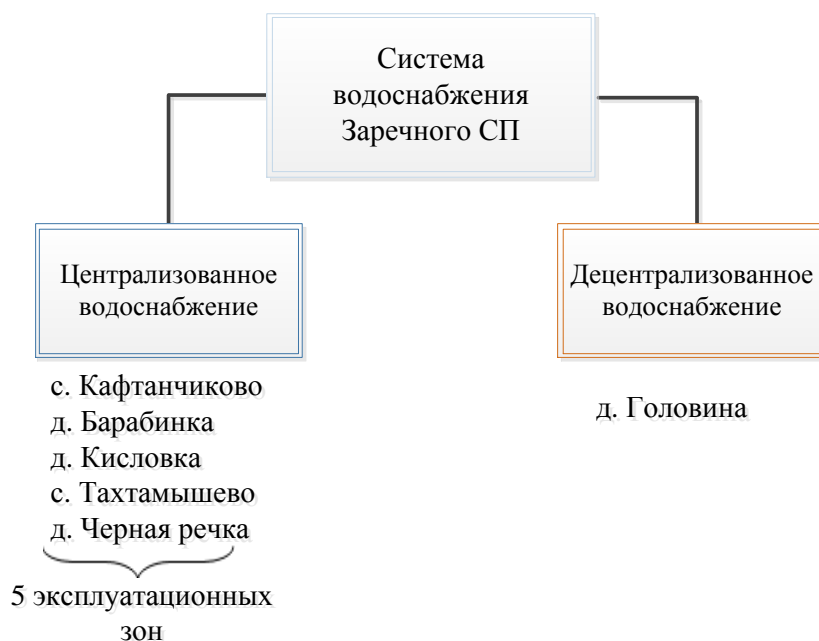 Система
водоснабжения
Заречного СП
Централизованное
водоснабжение
Децентрализованное
водоснабжение
с. Кафтанчиково
д. Барабинка
д. Кисловка
с. Тахтамышево
д. Черная речка
5 эксплуатационных
зон
д. Головина